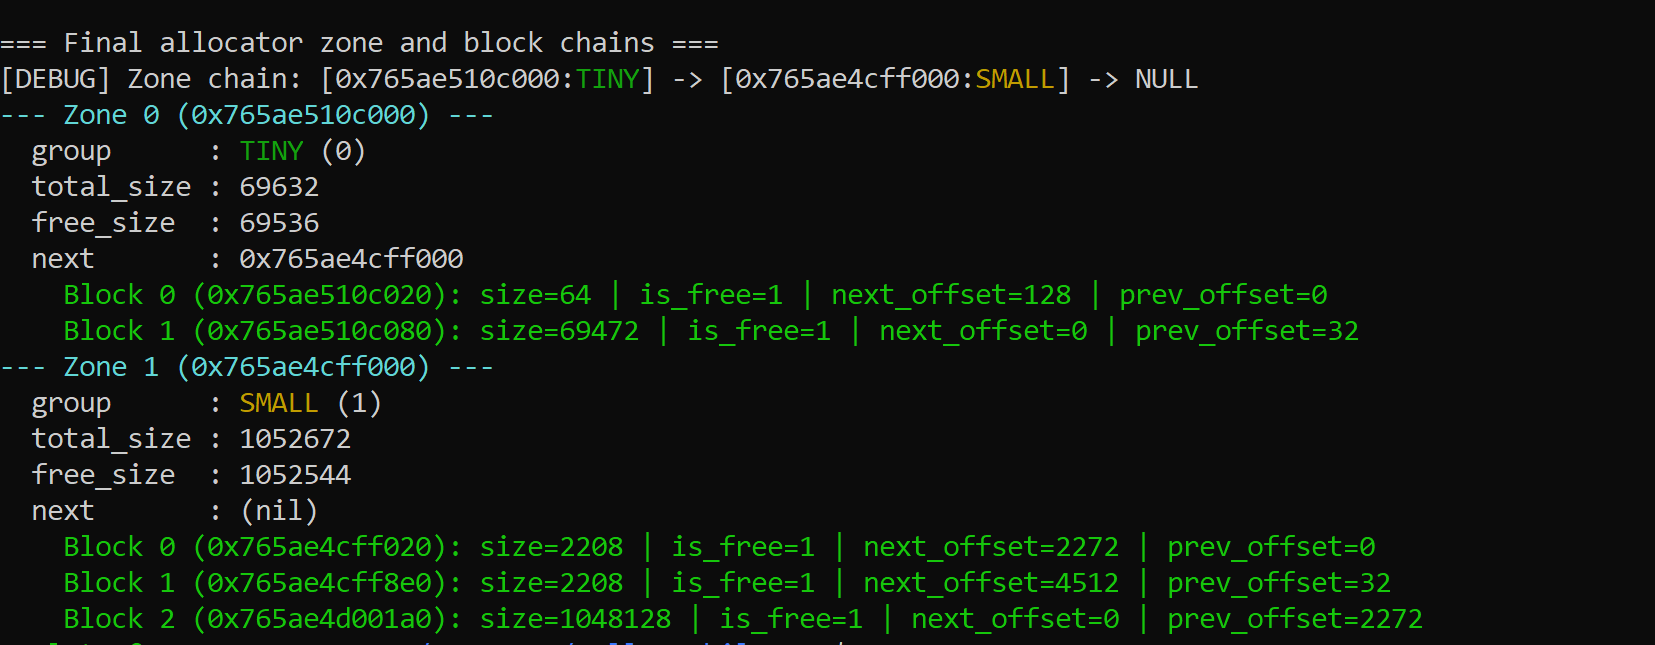 === Final allocator zone and block chains ===
[DEBUG] Zone chain: [0x765ae510c000:TINY] -> [0x765ae4cff000:SMALL] -> NULL
--- Zone 0 (0x765ae510c000) ---
group : TINY (0)
total_size : 69632
free_size : 69536
next : 0x765ae4cff000
Block 0 (0x765ae510c020): size=64 | is_free=1 | next_offset=128 | prev_offset=0
Block 1 (0x765ae510c080): size=69472 | is_free=1 | next_offset=0 | prev_offset=32
--- Zone 1 (0x765ae4cff000) ---
group : SMALL (1)
total_size : 1052672
free_size : 1052544
next : (nil)
Block 0 (0x765ae4cff020): size=2208 | is_free=1 | next_offset=2272 | prev_offset=0
Block 1 (0x765ae4cff8e0): size=2208 | is_free=1 | next_offset=4512 | prev_offset=32
Block 2 (0x765ae4d001a0): size=1048128 | is_free=1 | next_offset=0 | prev_offset=2272